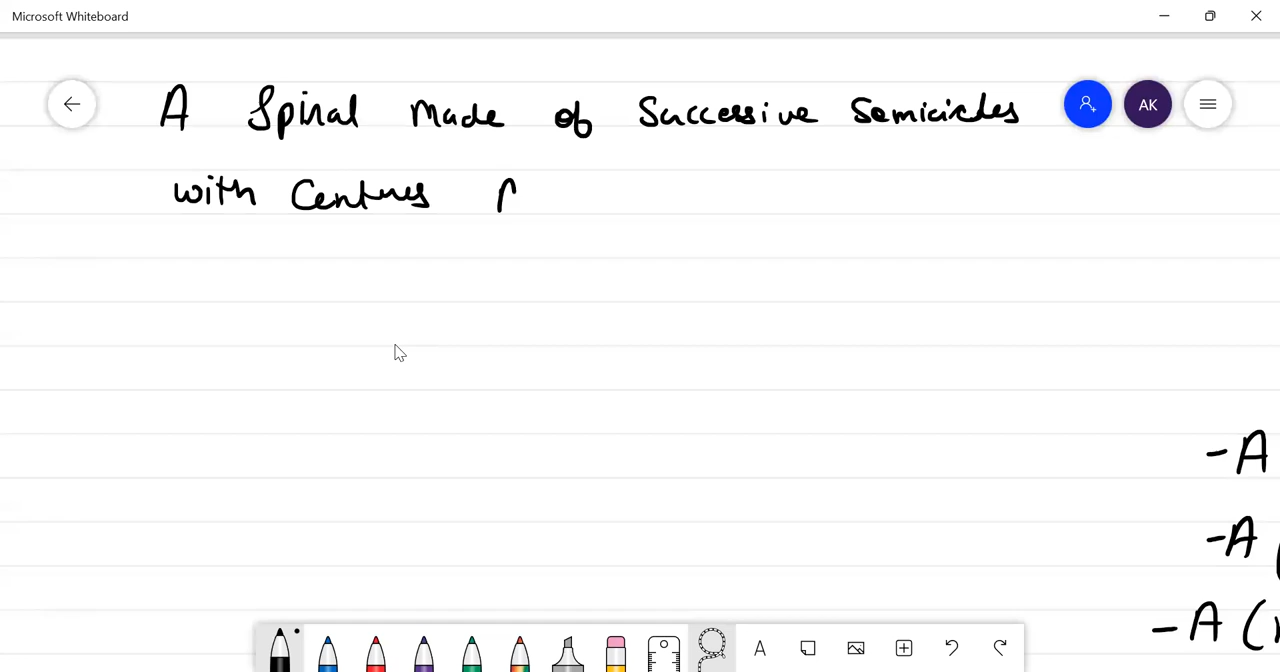 Microsoft Whiteboard
A Spiral Made of Successive Semicircles
AK
with Centres
-A
-A
-A (
A